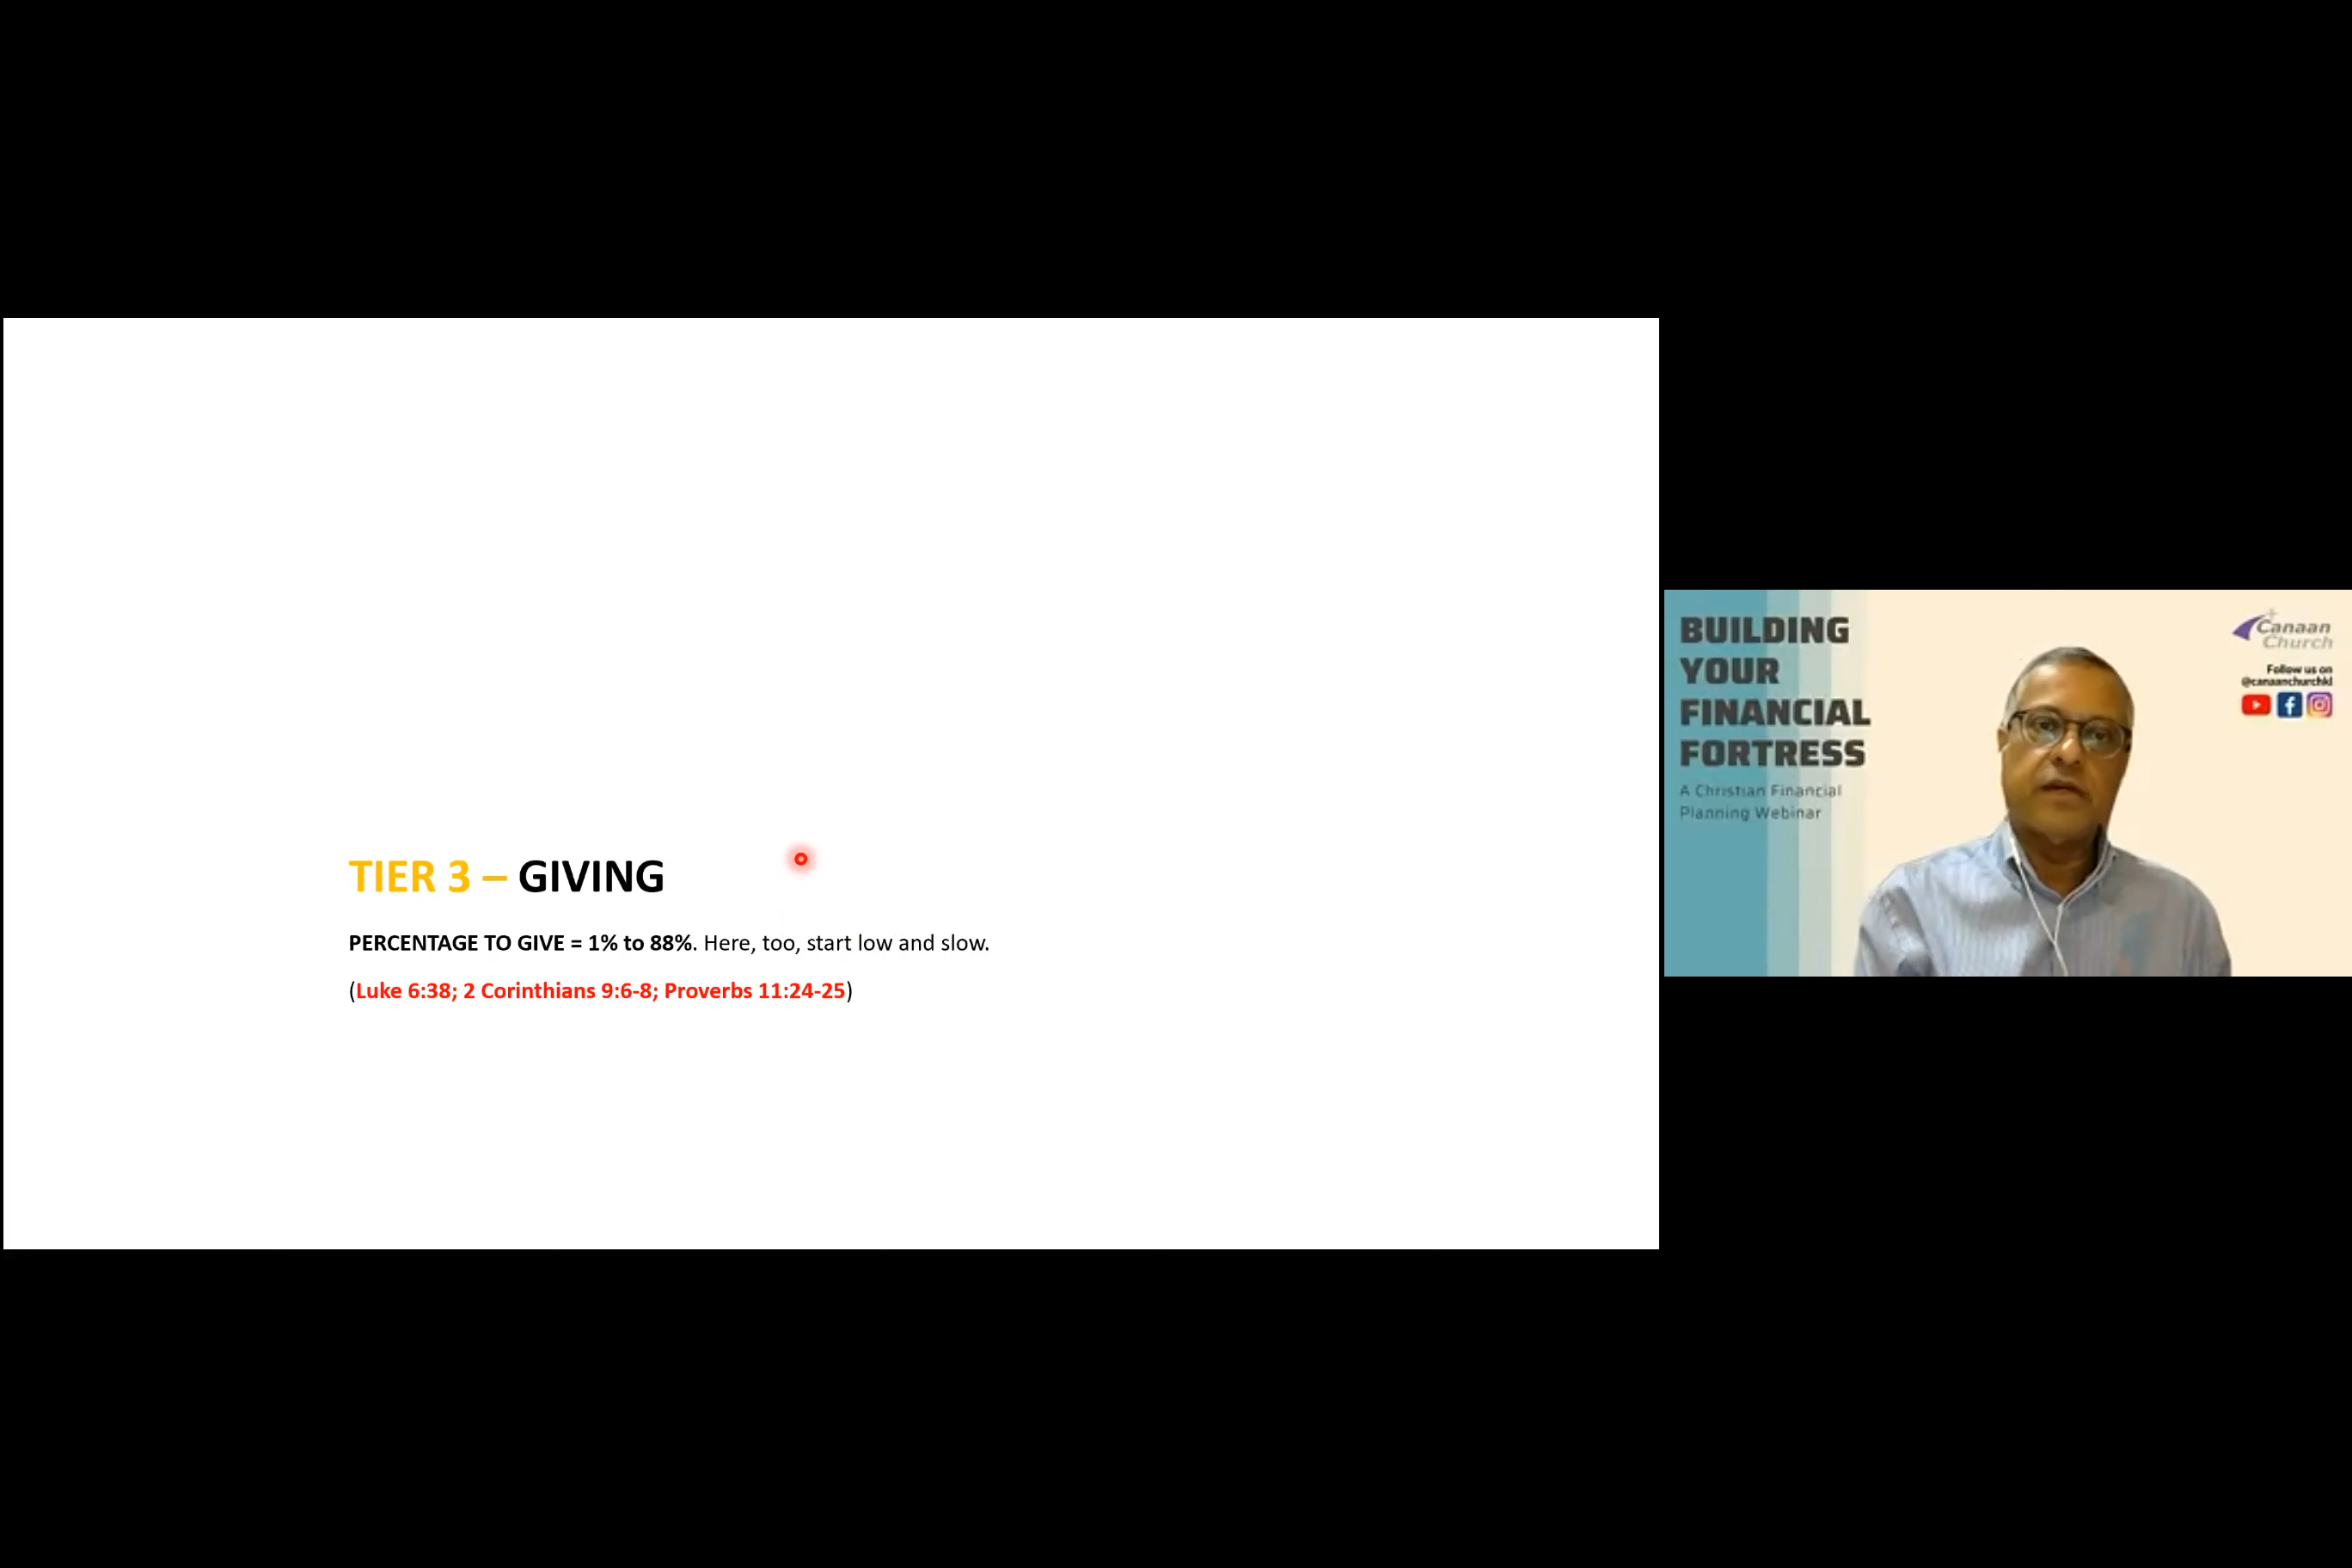 TIER 3 – GIVING
PERCENTAGE TO GIVE = 1% to 88%. Here, too, start low and slow.
(Luke 6:38; 2 Corinthians 9:6-8; Proverbs 11:24-25)
BUILDING
YOUR
FINANCIAL
FORTRESS
A Christian Financial
Planning Webinar
Canaan
Church
Follow us on
@canaanchurchkl